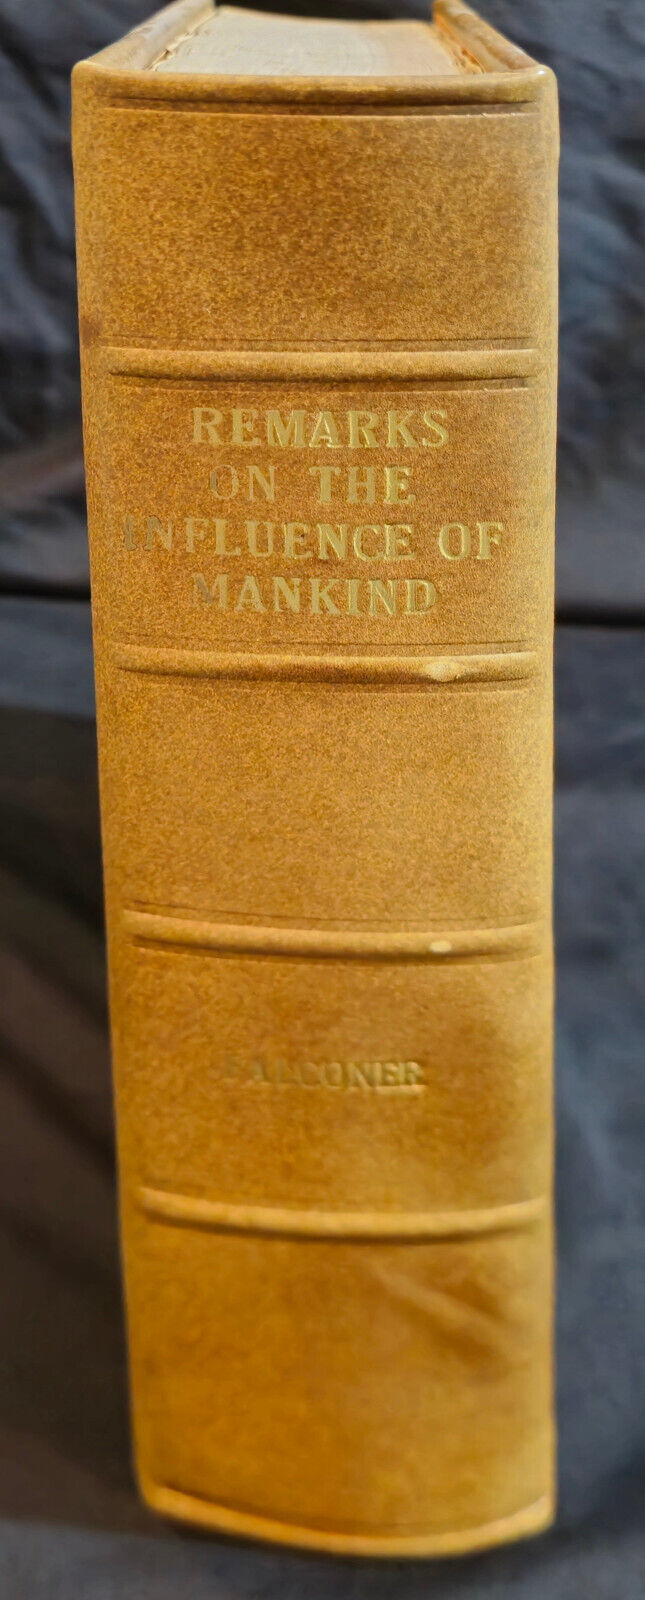 REMARKS
ON THE
INFLUENCE OF
MANKIND
FALCONER